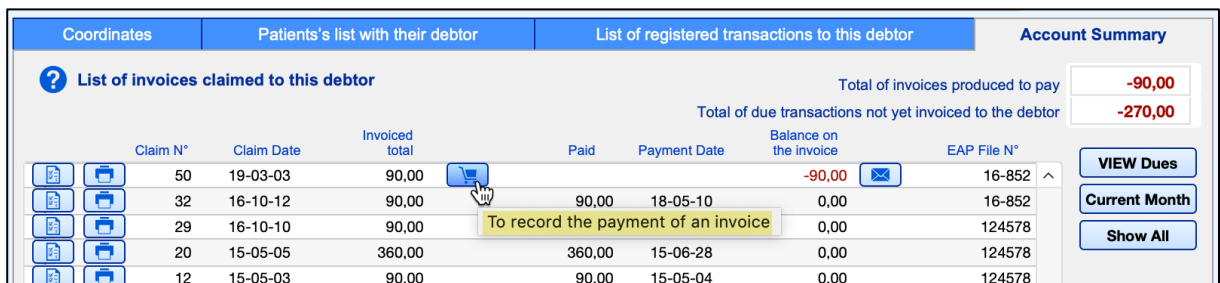 Coordinates Patients's list with their debtor List of registered transactions to this debtor Account Summary
? List of invoices claimed to this debtor
Total of invoices produced to pay -90,00
Total of due transactions not yet invoiced to the debtor -270,00
Claim N° Claim Date Invoiced total Paid Payment Date Balance on the invoice EAP File N°
VIEW Dues
50 19-03-03 90,00 -90,00 16-852
Current Month
32 16-10-12 90,00 90,00 18-05-10 0,00 16-852
To record the payment of an invoice
29 16-10-10 90,00 0,00 124578
Show All
20 15-05-05 360,00 360,00 15-06-28 0,00 124578
12 15-05-03 90,00 90,00 15-05-04 0,00 124578